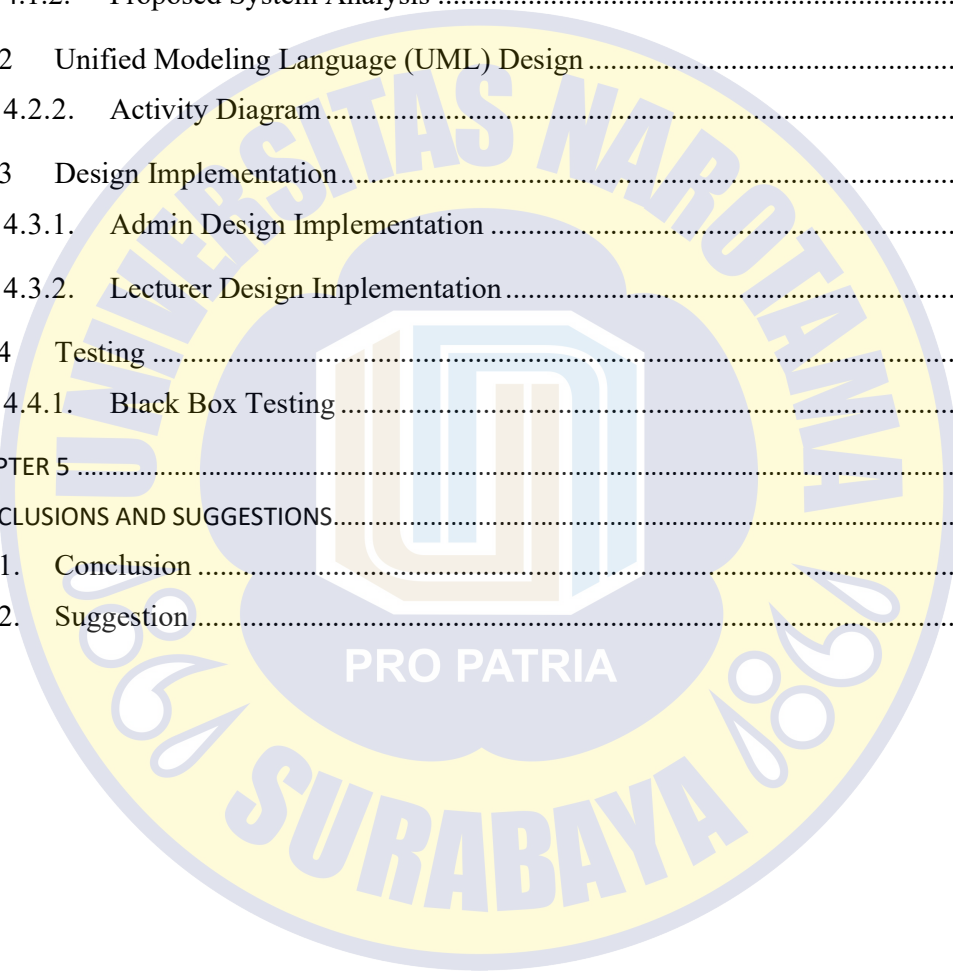 4.1.2. Proposed System Analysis ........................................................
2 Unified Modeling Language (UML) Design ........................................................
4.2.2. Activity Diagram ........................................................
3 Design Implementation ........................................................
4.3.1. Admin Design Implementation ........................................................
4.3.2. Lecturer Design Implementation ........................................................
4 Testing ........................................................
4.4.1. Black Box Testing ........................................................
PTER 5 ........................................................
CLUSIONS AND SUGGESTIONS ........................................................
1. Conclusion ........................................................
2. Suggestion ........................................................
UNIVERSITAS NAROTAMA
PRO PATRIA
1981 1981
SURABAYA